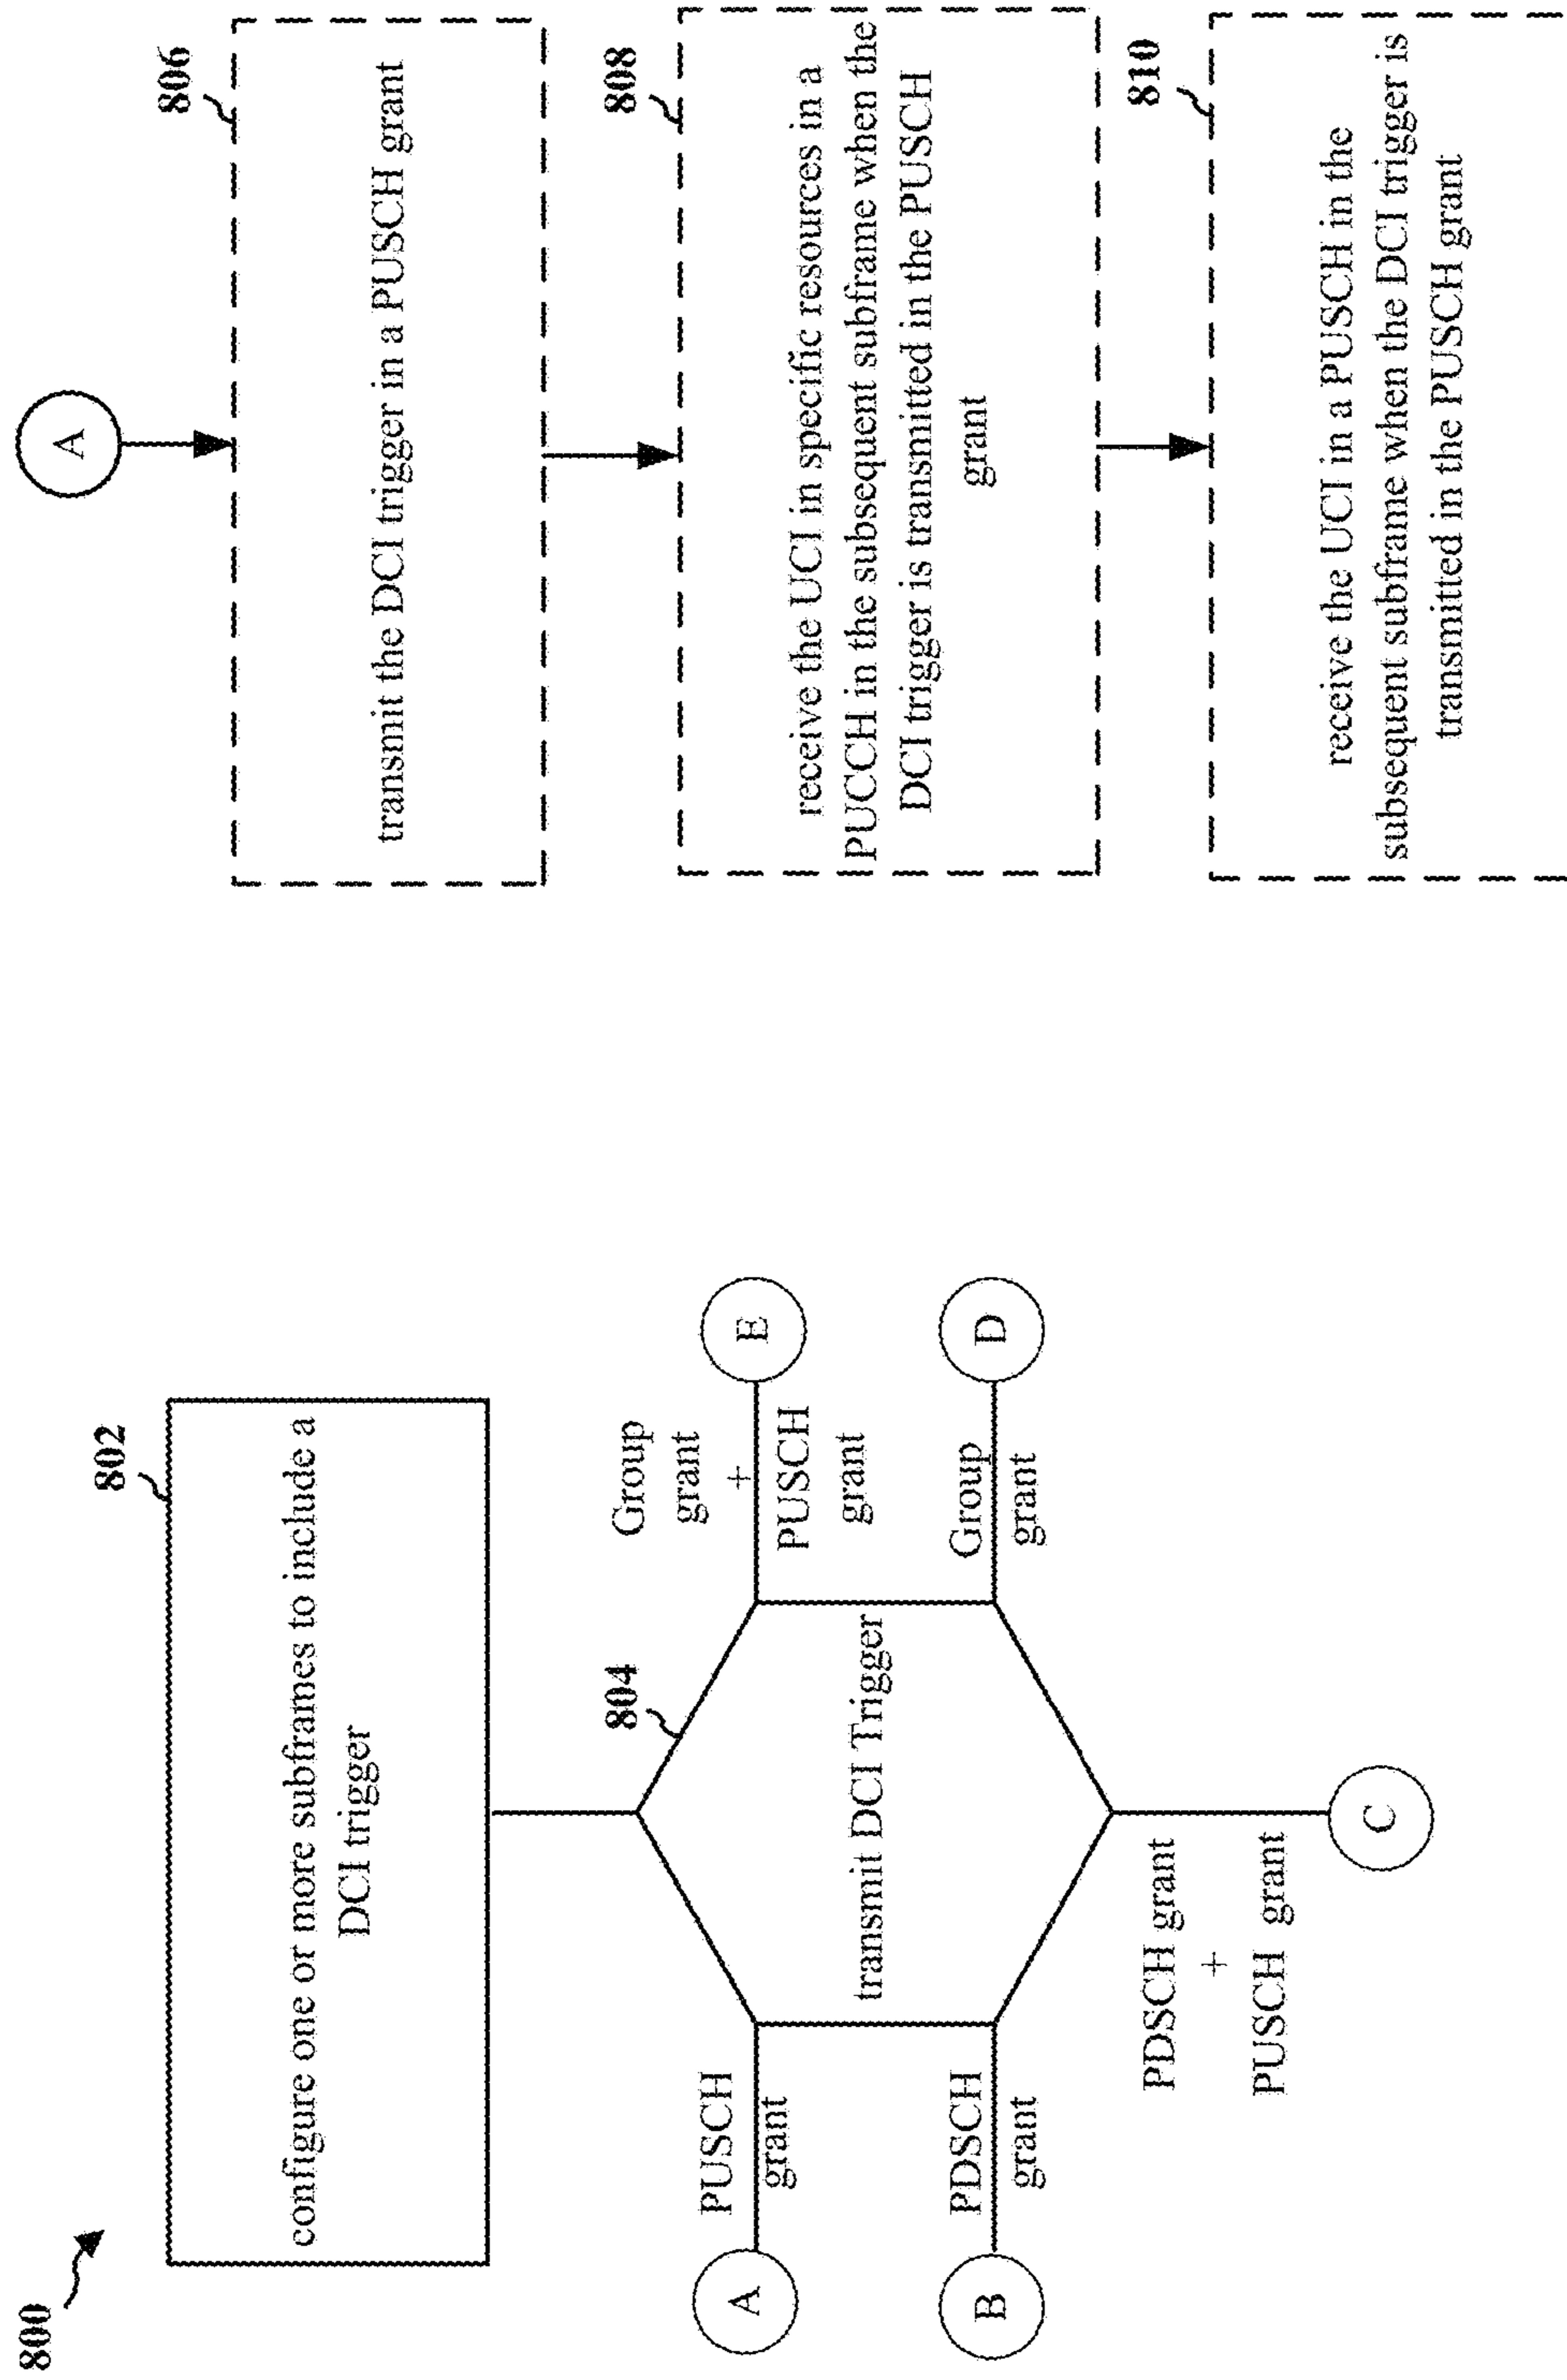 800
802
configure one or more subframes to include a
DCI trigger
804
transmit DCI Trigger
A
PUSCH
grant
B
PDSCH
grant
PDSCH grant
+
PUSCH grant
C
Group
grant
D
Group
grant
+
PUSCH
grant
E
A
806
transmit the DCI trigger in a PUSCH grant
808
receive the UCI in specific resources in a
PUCCH in the subsequent subframe when the
DCI trigger is transmitted in the PUSCH
grant
810
receive the UCI in a PUSCH in the
subsequent subframe when the DCI trigger is
transmitted in the PUSCH grant